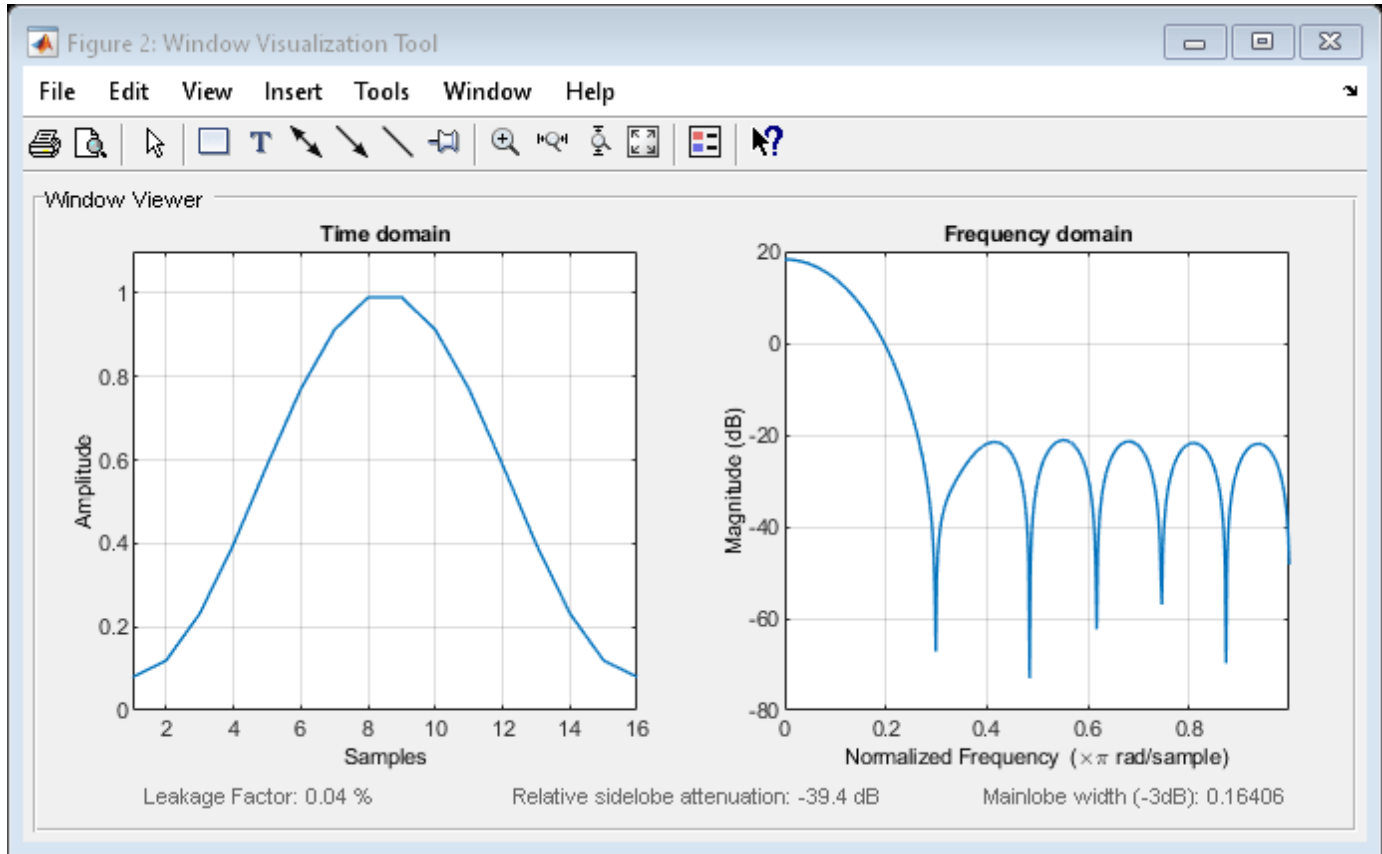 Figure 2: Window Visualization Tool
File Edit View Insert Tools Window Help
T
?
Window Viewer
Time domain
1
0.8
0.6
0.4
0.2
0
Amplitude
2 4 6 8 10 12 14 16
Samples
Frequency domain
20
0
-20
-40
-60
-80
Magnitude (dB)
0 0.2 0.4 0.6 0.8
Normalized Frequency (×π rad/sample)
Leakage Factor: 0.04 %
Relative sidelobe attenuation: -39.4 dB
Mainlobe width (-3dB): 0.16406